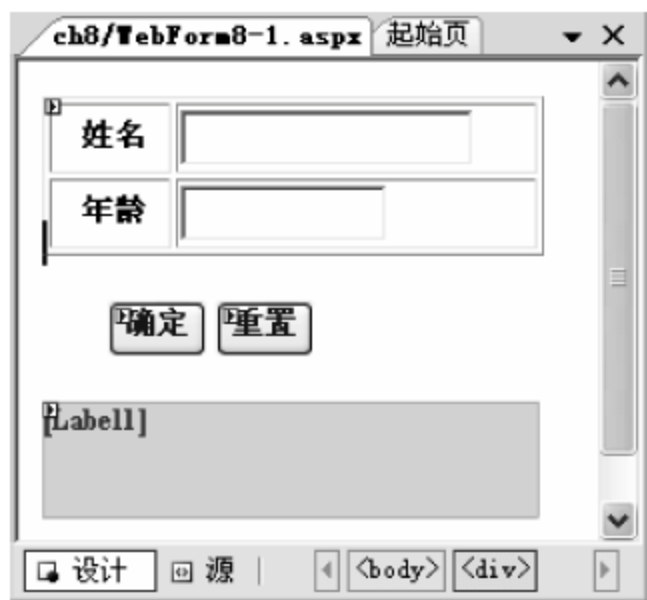 ch8/WebForm8-1.aspx 起始页
姓名
年龄
确定 重置
[Label1]
设计 源 <body> <div>